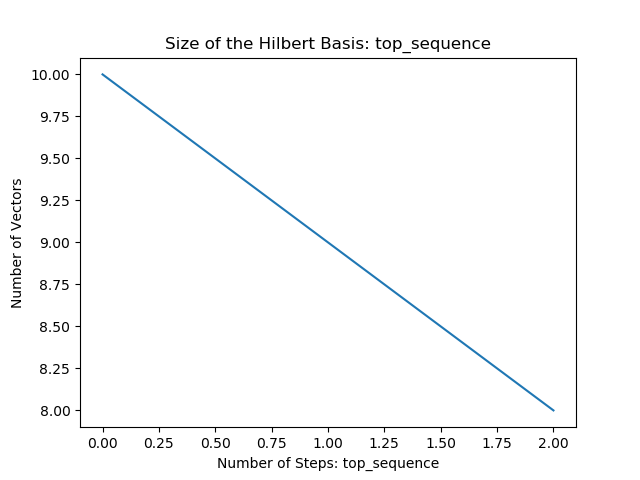 Size of the Hilbert Basis: top_sequence
Number of Vectors
10.00
9.75
9.50
9.25
9.00
8.75
8.50
8.25
8.00
0.00 0.25 0.50 0.75 1.00 1.25 1.50 1.75 2.00
Number of Steps: top_sequence